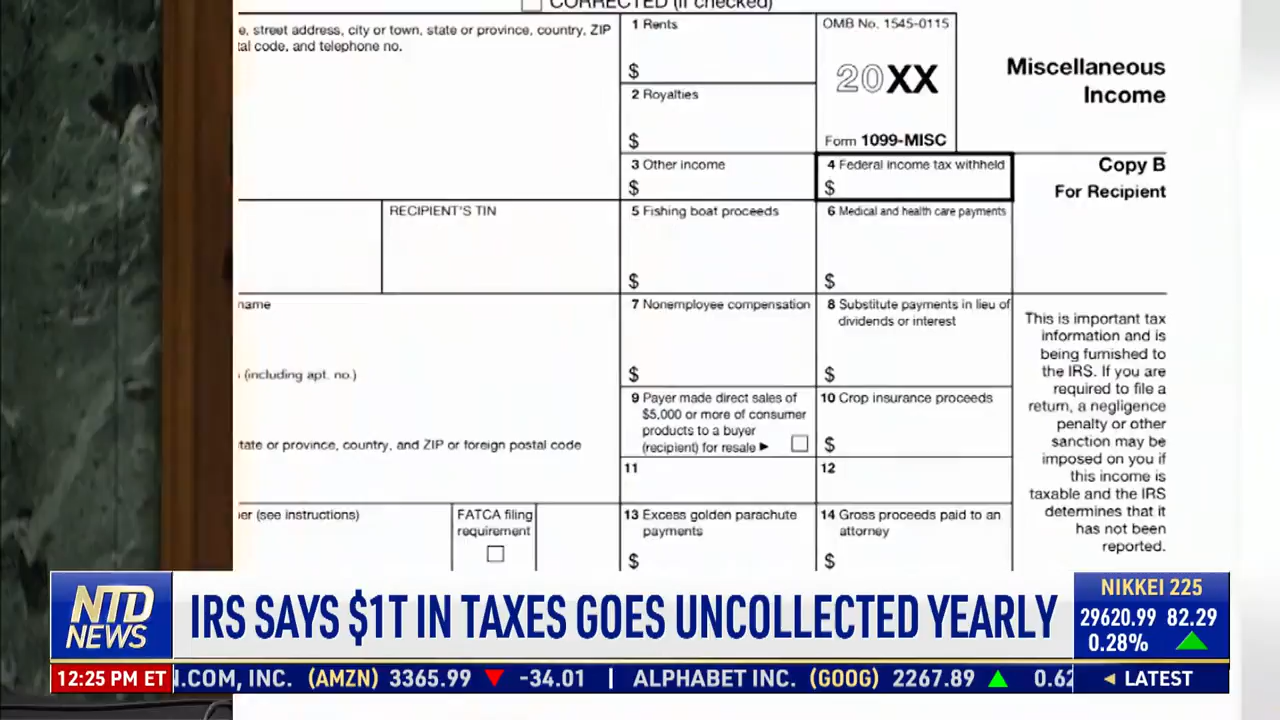 CORRECTED (if checked)
e, street address, city or town, state or province, country, ZIP
tal code, and telephone no.
1 Rents
$
2 Royalties
$
OMB No. 1545-0115
20XX
Form 1099-MISC
Miscellaneous
Income
3 Other income
$
4 Federal income tax withheld
$
Copy B
For Recipient
RECIPIENT'S TIN
5 Fishing boat proceeds
$
6 Medical and health care payments
$
name
7 Nonemployee compensation
$
8 Substitute payments in lieu of
dividends or interest
$
This is important tax
information and is
being furnished to
the IRS. If you are
required to file a
return, a negligence
penalty or other
sanction may be
imposed on you if
this income is
taxable and the IRS
determines that it
has not been
reported.
(including apt. no.)
9 Payer made direct sales of
$5,000 or more of consumer
products to a buyer
(recipient) for resale ►
10 Crop insurance proceeds
$
tate or province, country, and ZIP or foreign postal code
11
12
er (see instructions)
FATCA filing
requirement
13 Excess golden parachute
payments
$
14 Gross proceeds paid to an
attorney
$
NTD
NEWS
IRS SAYS $1T IN TAXES GOES UNCOLLECTED YEARLY
NIKKEI 225
29620.99 82.29
0.28% ▲
12:25 PM ET
N.COM, INC. (AMZN) 3365.99 ▼ -34.01 | ALPHABET INC. (GOOG) 2267.89 ▲ 0.62
◄ LATEST